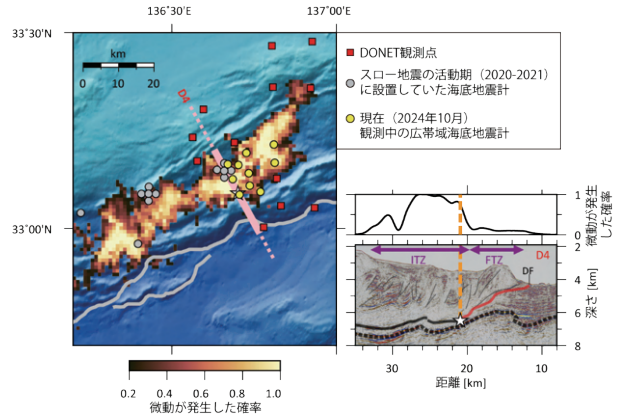 136˚30'E
137˚00'E
33˚30'N
33˚00'N
km
0 10 20
D4
DONET観測点
スロー地震の活動期（2020-2021）
に設置していた海底地震計
現在（2024年10月）
観測中の広帯域海底地震計
0.2 0.4 0.6 0.8 1.0
微動が発生した確率
1
0
微動が発生
した確率
ITZ
FTZ
D4
DF
2
4
6
8
深さ [km]
30 20 10
距離 [km]